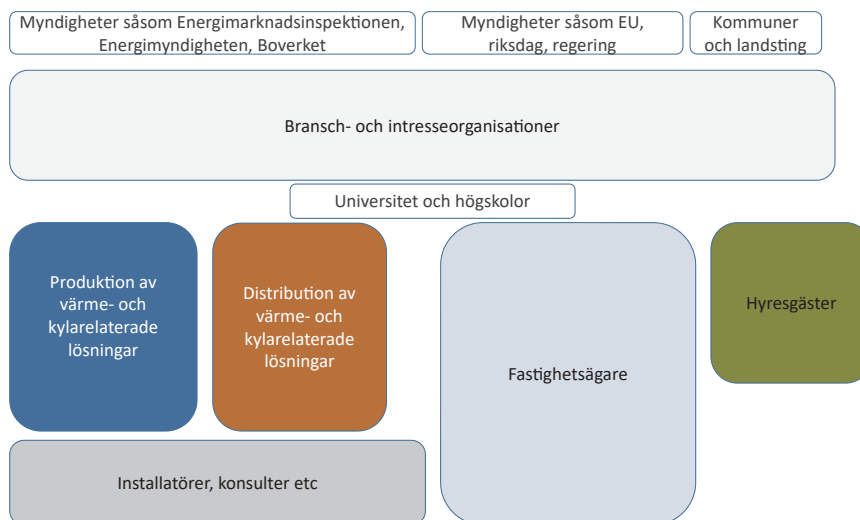 Myndigheter såsom Energimarknadsinspektionen,
Energimyndigheten, Boverket
Myndigheter såsom EU,
riksdag, regering
Kommuner
och landsting
Bransch- och intresseorganisationer
Universitet och högskolor
Produktion av
värme- och
kylarelaterade
lösningar
Distribution av
värme- och
kylarelaterade
lösningar
Fastighetsägare
Hyresgäster
Installatörer, konsulter etc